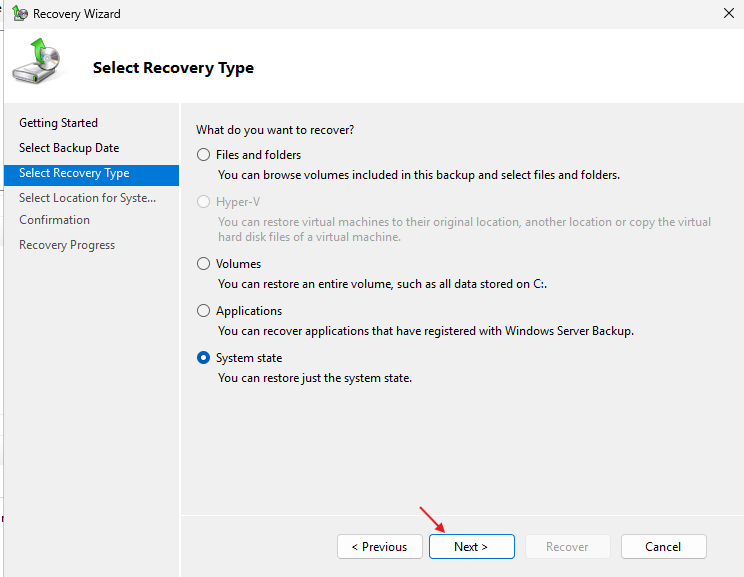 Recovery Wizard
Select Recovery Type
Getting Started
Select Backup Date
Select Recovery Type
Select Location for Syste...
Confirmation
Recovery Progress
What do you want to recover?
Files and folders
You can browse volumes included in this backup and select files and folders.
Hyper-V
You can restore virtual machines to their original location, another location or copy the virtual
hard disk files of a virtual machine.
Volumes
You can restore an entire volume, such as all data stored on C:.
Applications
You can recover applications that have registered with Windows Server Backup.
System state
You can restore just the system state.
< Previous
Next >
Recover
Cancel